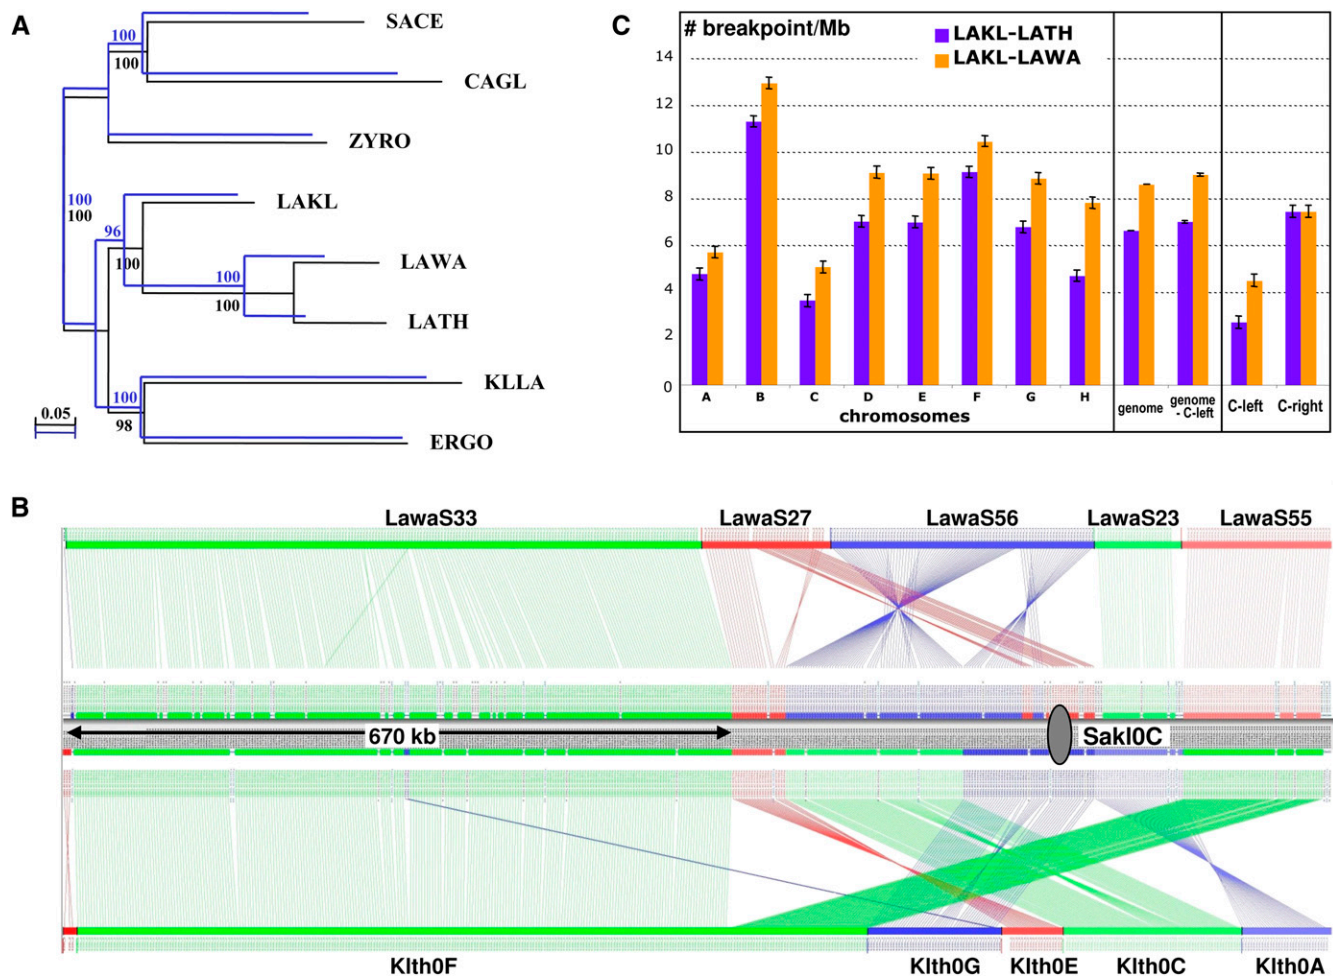 A
SACE
100
100
CAGL
ZYRO
100
100
LAKL
96
100
LAWA
100
100
LATH
KLLA
100
98
0.05
ERGO
C
# breakpoint/Mb
LAKL-LATH
LAKL-LAWA
14
12
10
8
6
4
2
0
A B C D E F G H
chromosomes
genome
genome
- C-left
C-left
C-right
B
LawaS33 LawaS27 LawaS56 LawaS23 LawaS55
670 kb
Sakl0C
Klth0F Klth0G Klth0E Klth0C Klth0A